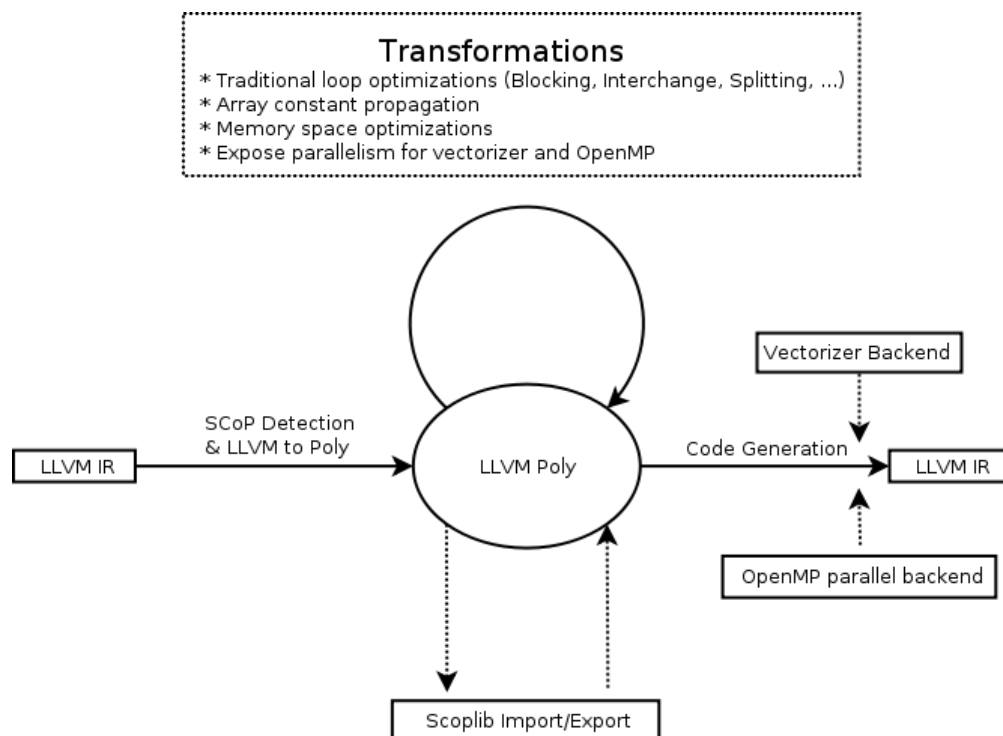 Transformations
* Traditional loop optimizations (Blocking, Interchange, Splitting, ...)
* Array constant propagation
* Memory space optimizations
* Expose parallelism for vectorizer and OpenMP
Vectorizer Backend
SCoP Detection
& LLVM to Poly
Code Generation
LLVM IR
LLVM Poly
LLVM IR
OpenMP parallel backend
Scoplib Import/Export